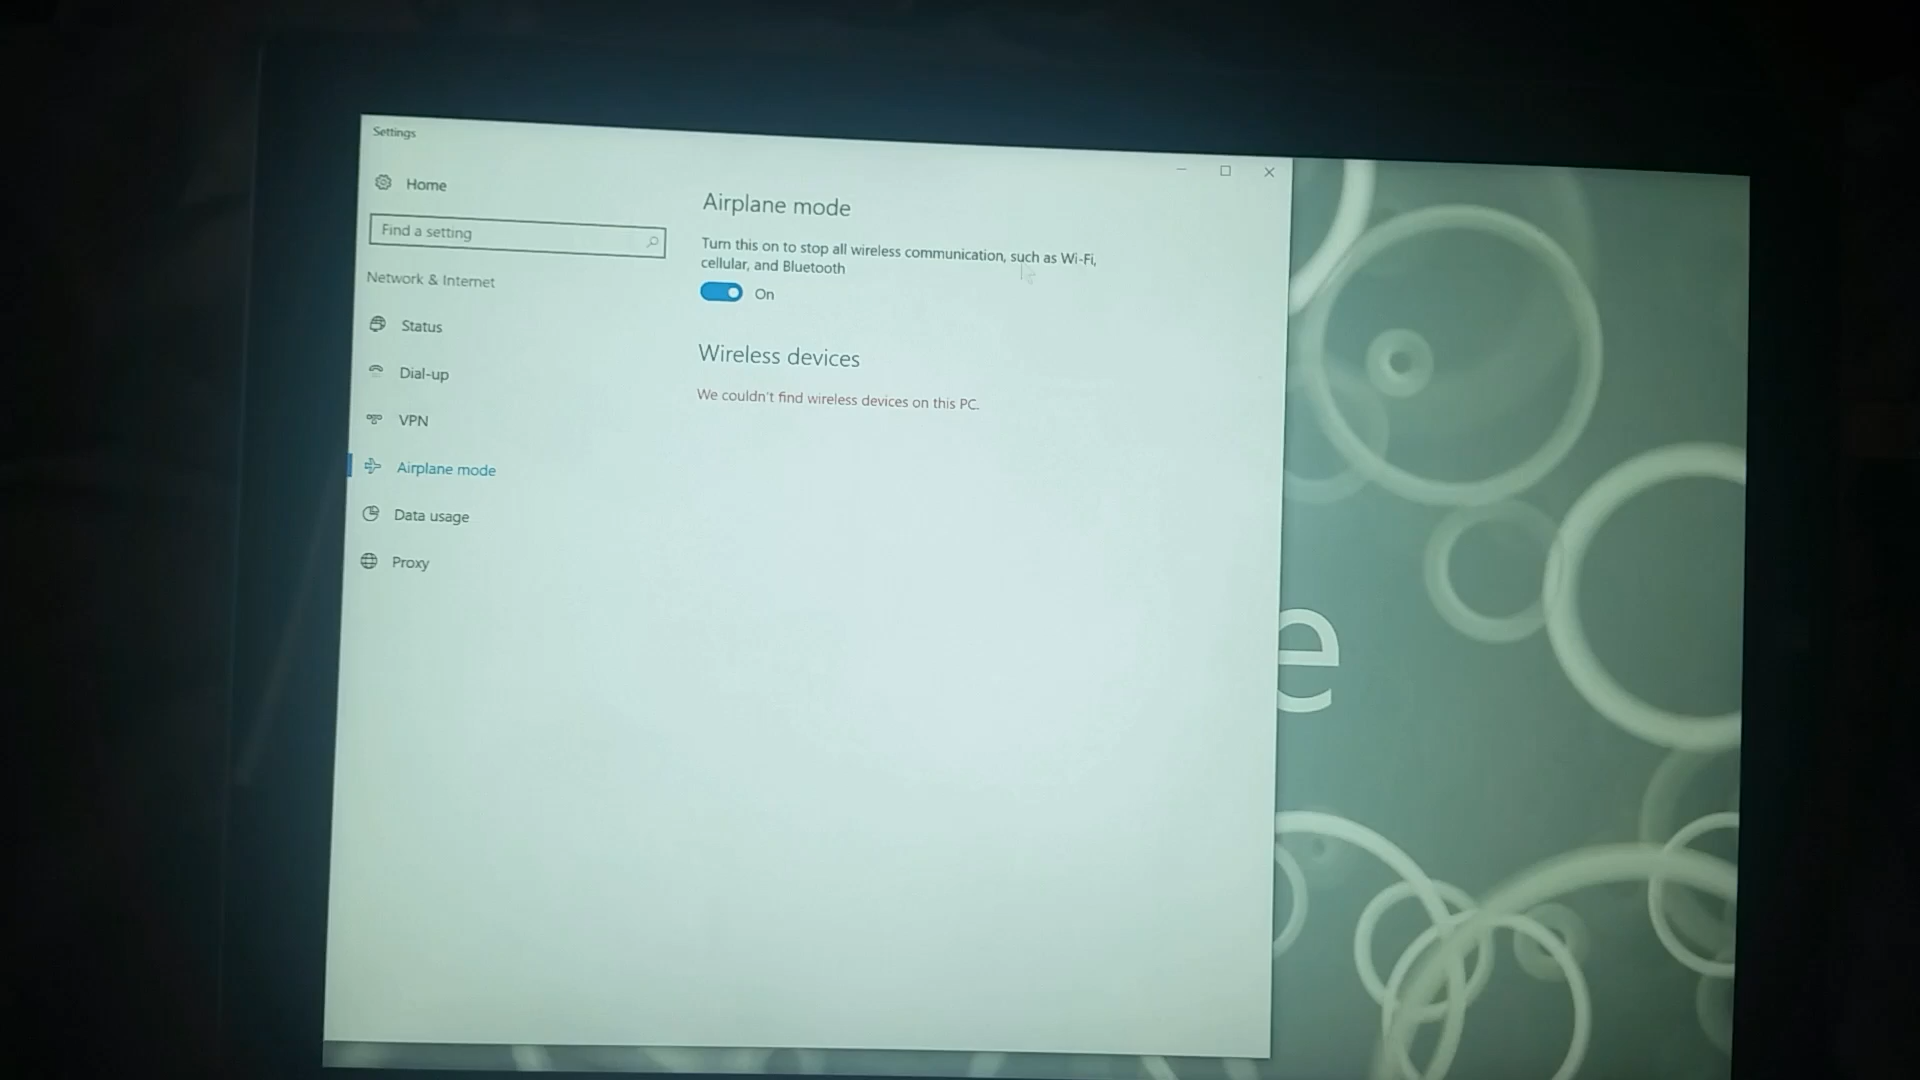 Settings
Home
Find a setting
Network & Internet
Status
Dial-up
VPN
Airplane mode
Data usage
Proxy
Airplane mode
Turn this on to stop all wireless communication, such as Wi-Fi,
cellular, and Bluetooth
On
Wireless devices
We couldn't find wireless devices on this PC.
e